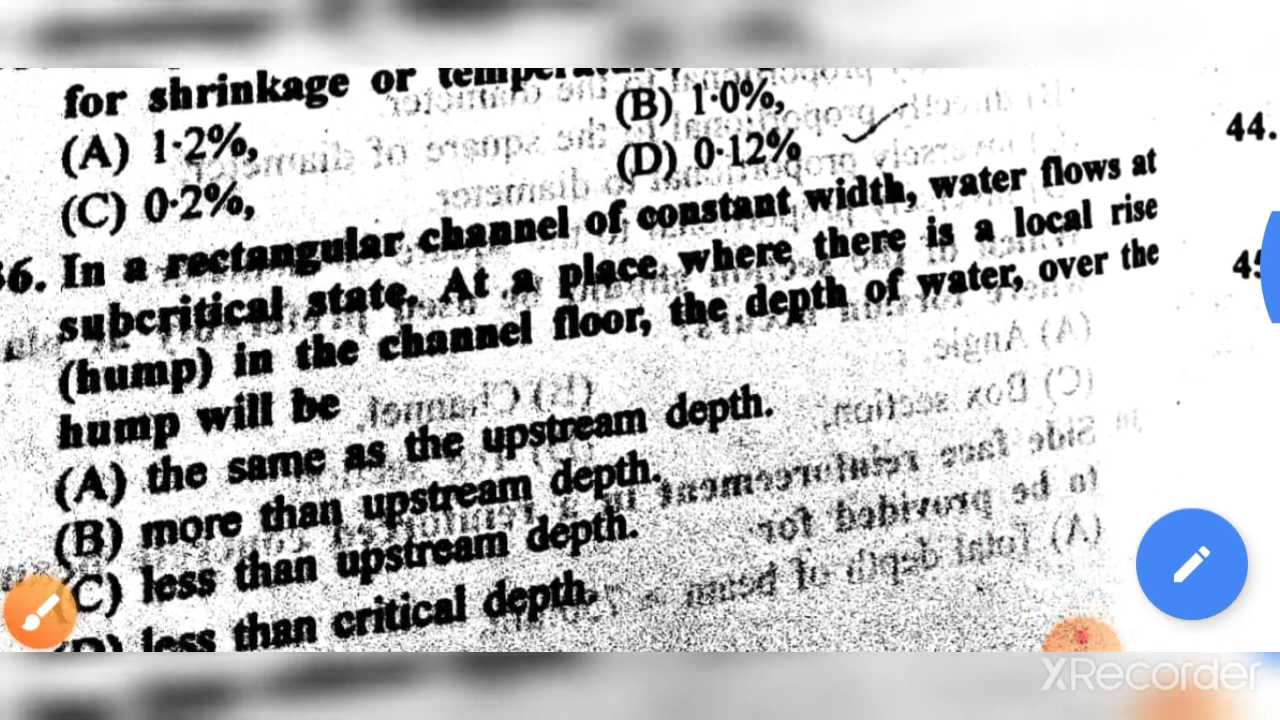 for shrinkage or temperature,
(A) 1·2%,
(B) 1·0%,
(C) 0·2%,
(D) 0·12%
36. In a rectangular channel of constant width, water flows at
subcritical state. At a place where there is a local rise
(hump) in the channel floor, the depth of water, over the
hump will be
(A) the same as the upstream depth.
(B) more than upstream depth.
(C) less than upstream depth.
(D) less than critical depth.
44.
XRecorder